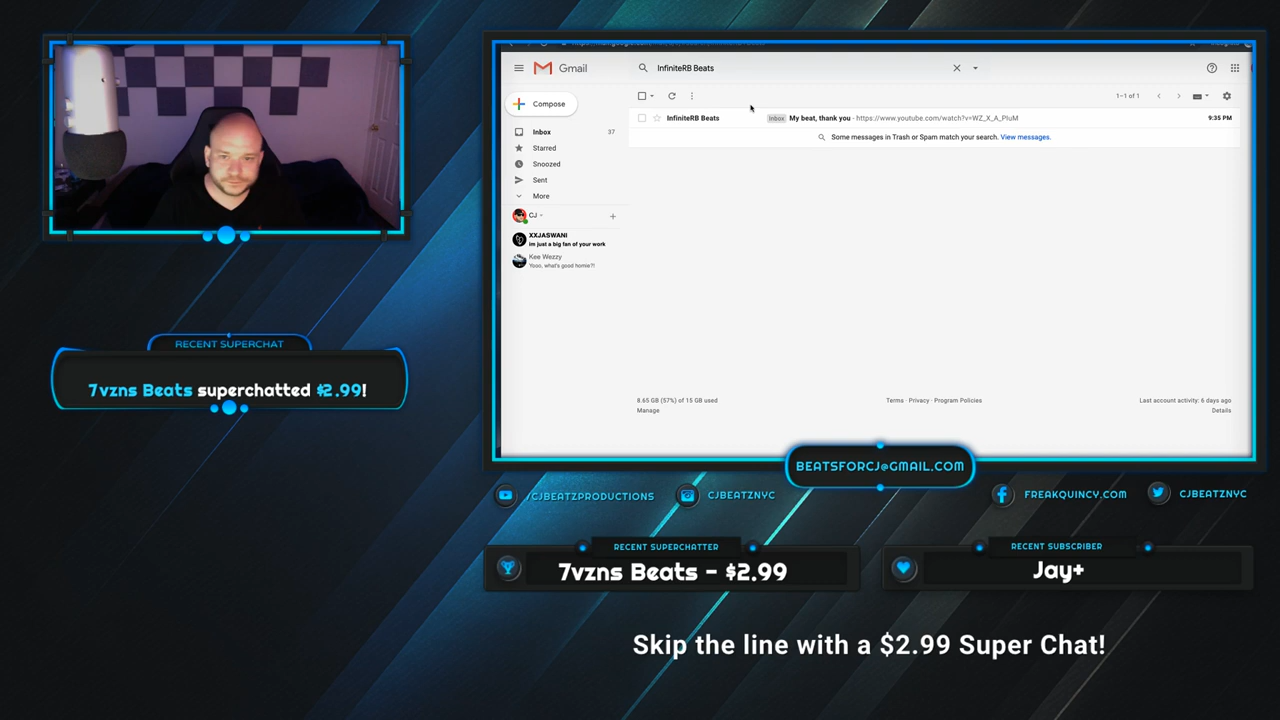 Gmail
InfiniteRB Beats
Compose
1–1 of 1
Inbox 37
InfiniteRB Beats Inbox My beat, thank you - https://www.youtube.com/watch?v=WZ_X_A_PluM 9:35 PM
Starred
Some messages in Trash or Spam match your search. View messages.
Snoozed
Sent
More
CJ
XXJASWANI
im just a big fan of your work
Kee Wezzy
Yooo, what's good homie?!
8.65 GB (57%) of 15 GB used
Manage
Terms · Privacy · Program Policies
Last account activity: 6 days ago
Details
RECENT SUPERCHAT
7vzns Beats superchatted $2.99!
BEATSFORCJ@GMAIL.COM
/CJBEATZPRODUCTIONS
CJBEATZNYC
FREAKQUINCY.COM
CJBEATZNYC
RECENT SUPERCHATTER
7vzns Beats - $2.99
RECENT SUBSCRIBER
Jay+
Skip the line with a $2.99 Super Chat!